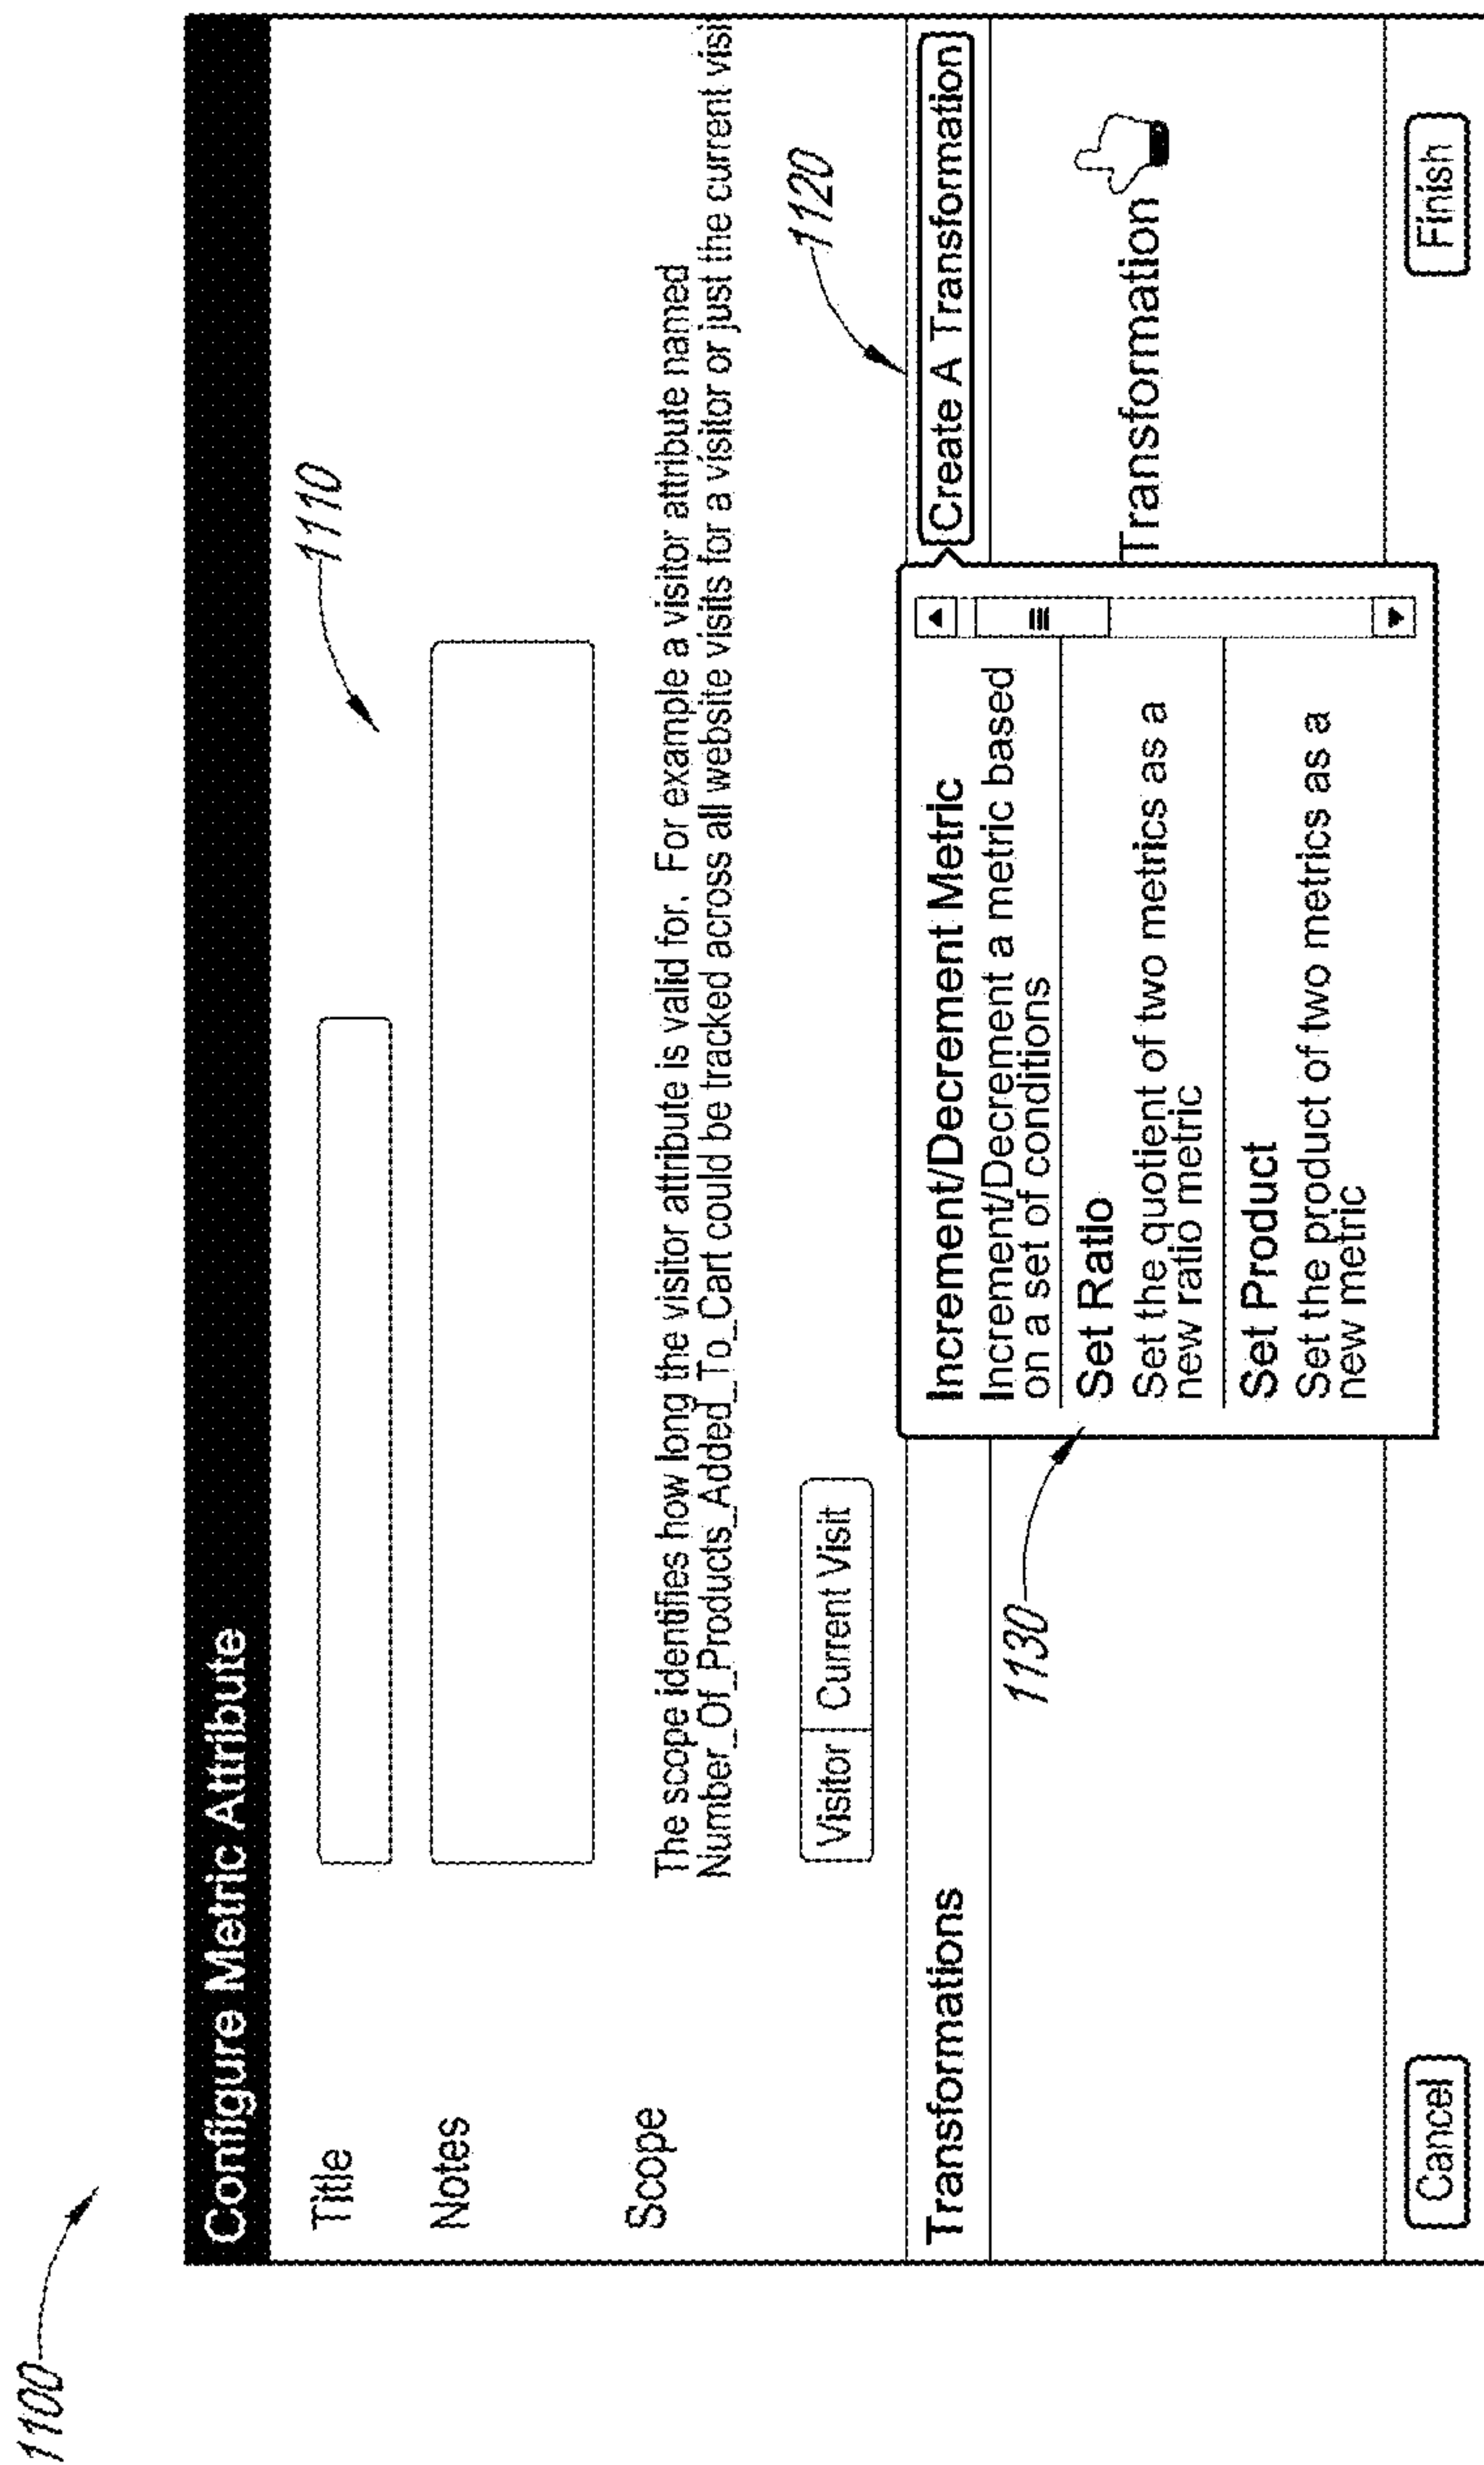 1100
Configure Metric Attribute
Title
1110
Notes
Scope
The scope identifies how long the visitor attribute is valid for. For example a visitor attribute named
Number_Of_Products_Added_To_Cart could be tracked across all website visits for a visitor or just the current visi
1120
Visitor Current Visit
Transformations
Create A Transformation
1130
Increment/Decrement Metric
Increment/Decrement a metric based
on a set of conditions
Set Ratio
Set the quotient of two metrics as a
new ratio metric
Set Product
Set the product of two metrics as a
new metric
Transformation
Cancel
Finish